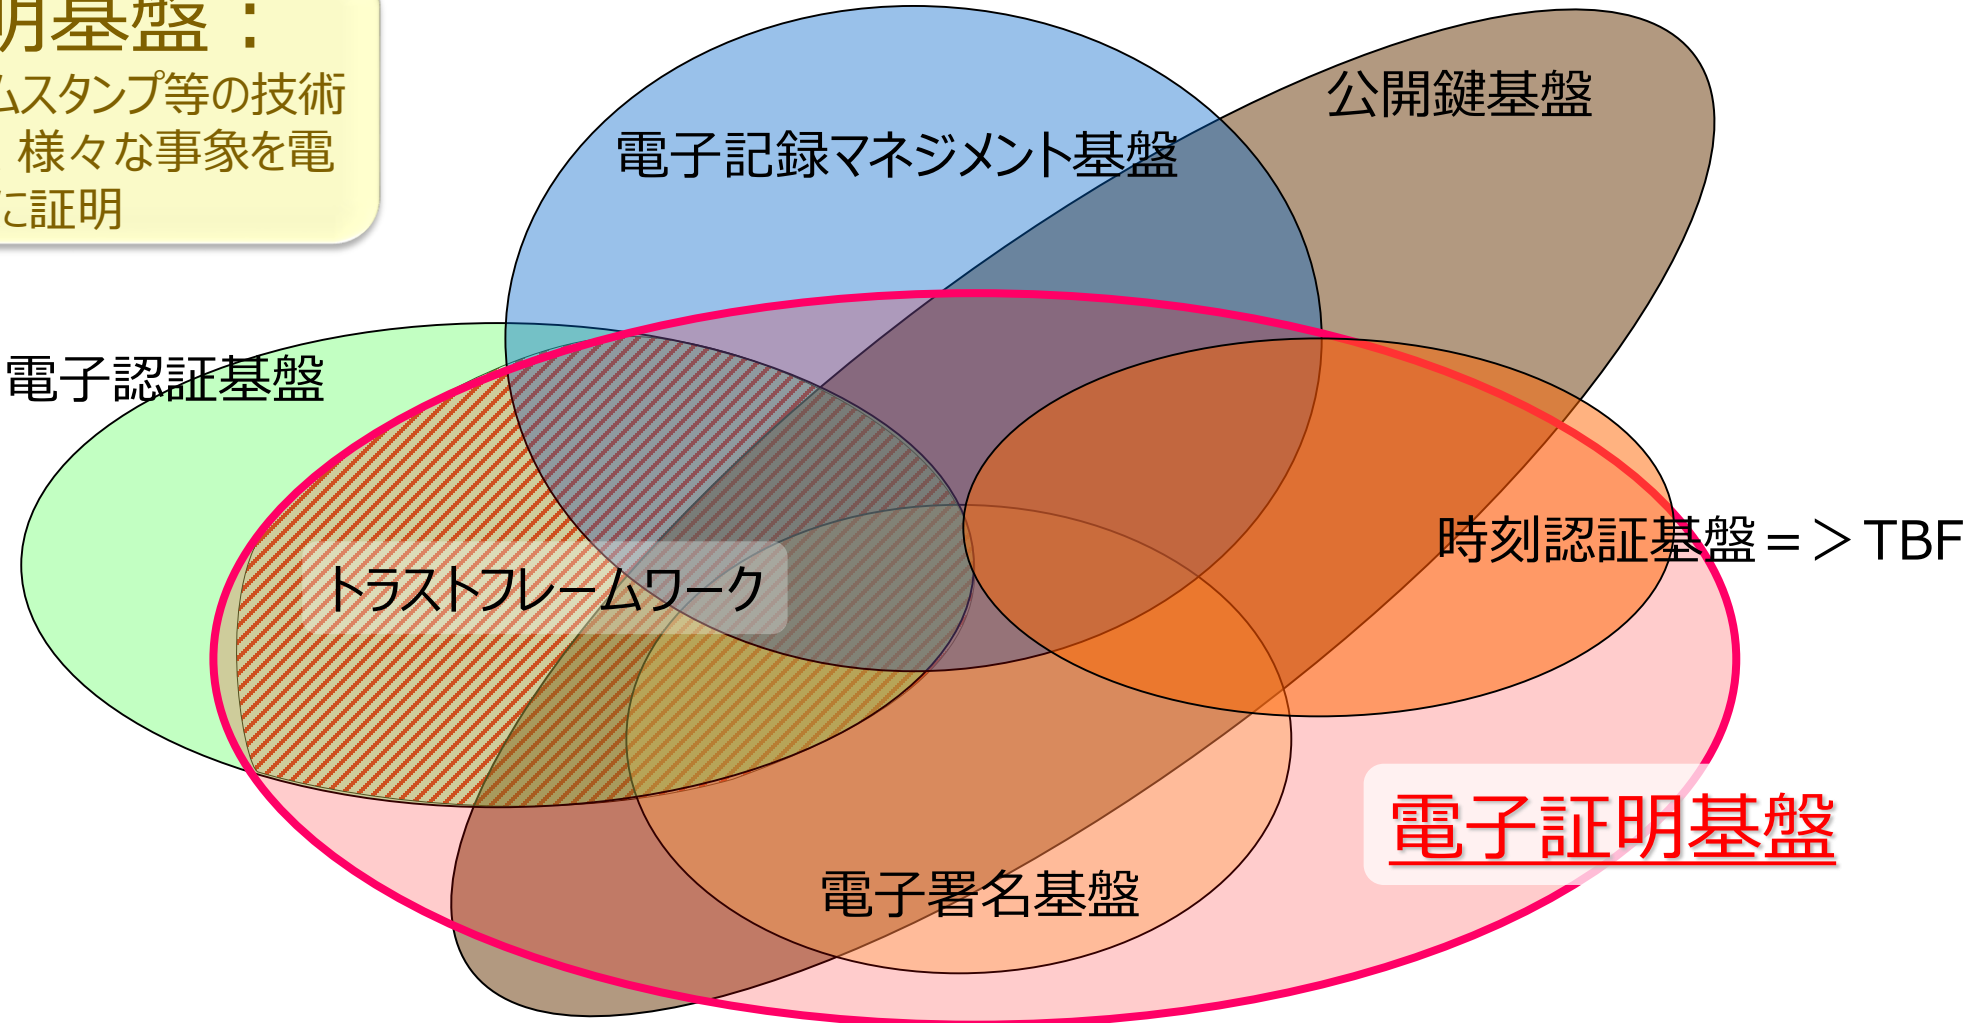 明基盤：
ムスタンプ等の技術
様々な事象を電
に証明
公開鍵基盤
電子記録マネジメント基盤
電子認証基盤
時刻認証基盤＝＞TBF
トラストフレームワーク
電子証明基盤
電子署名基盤